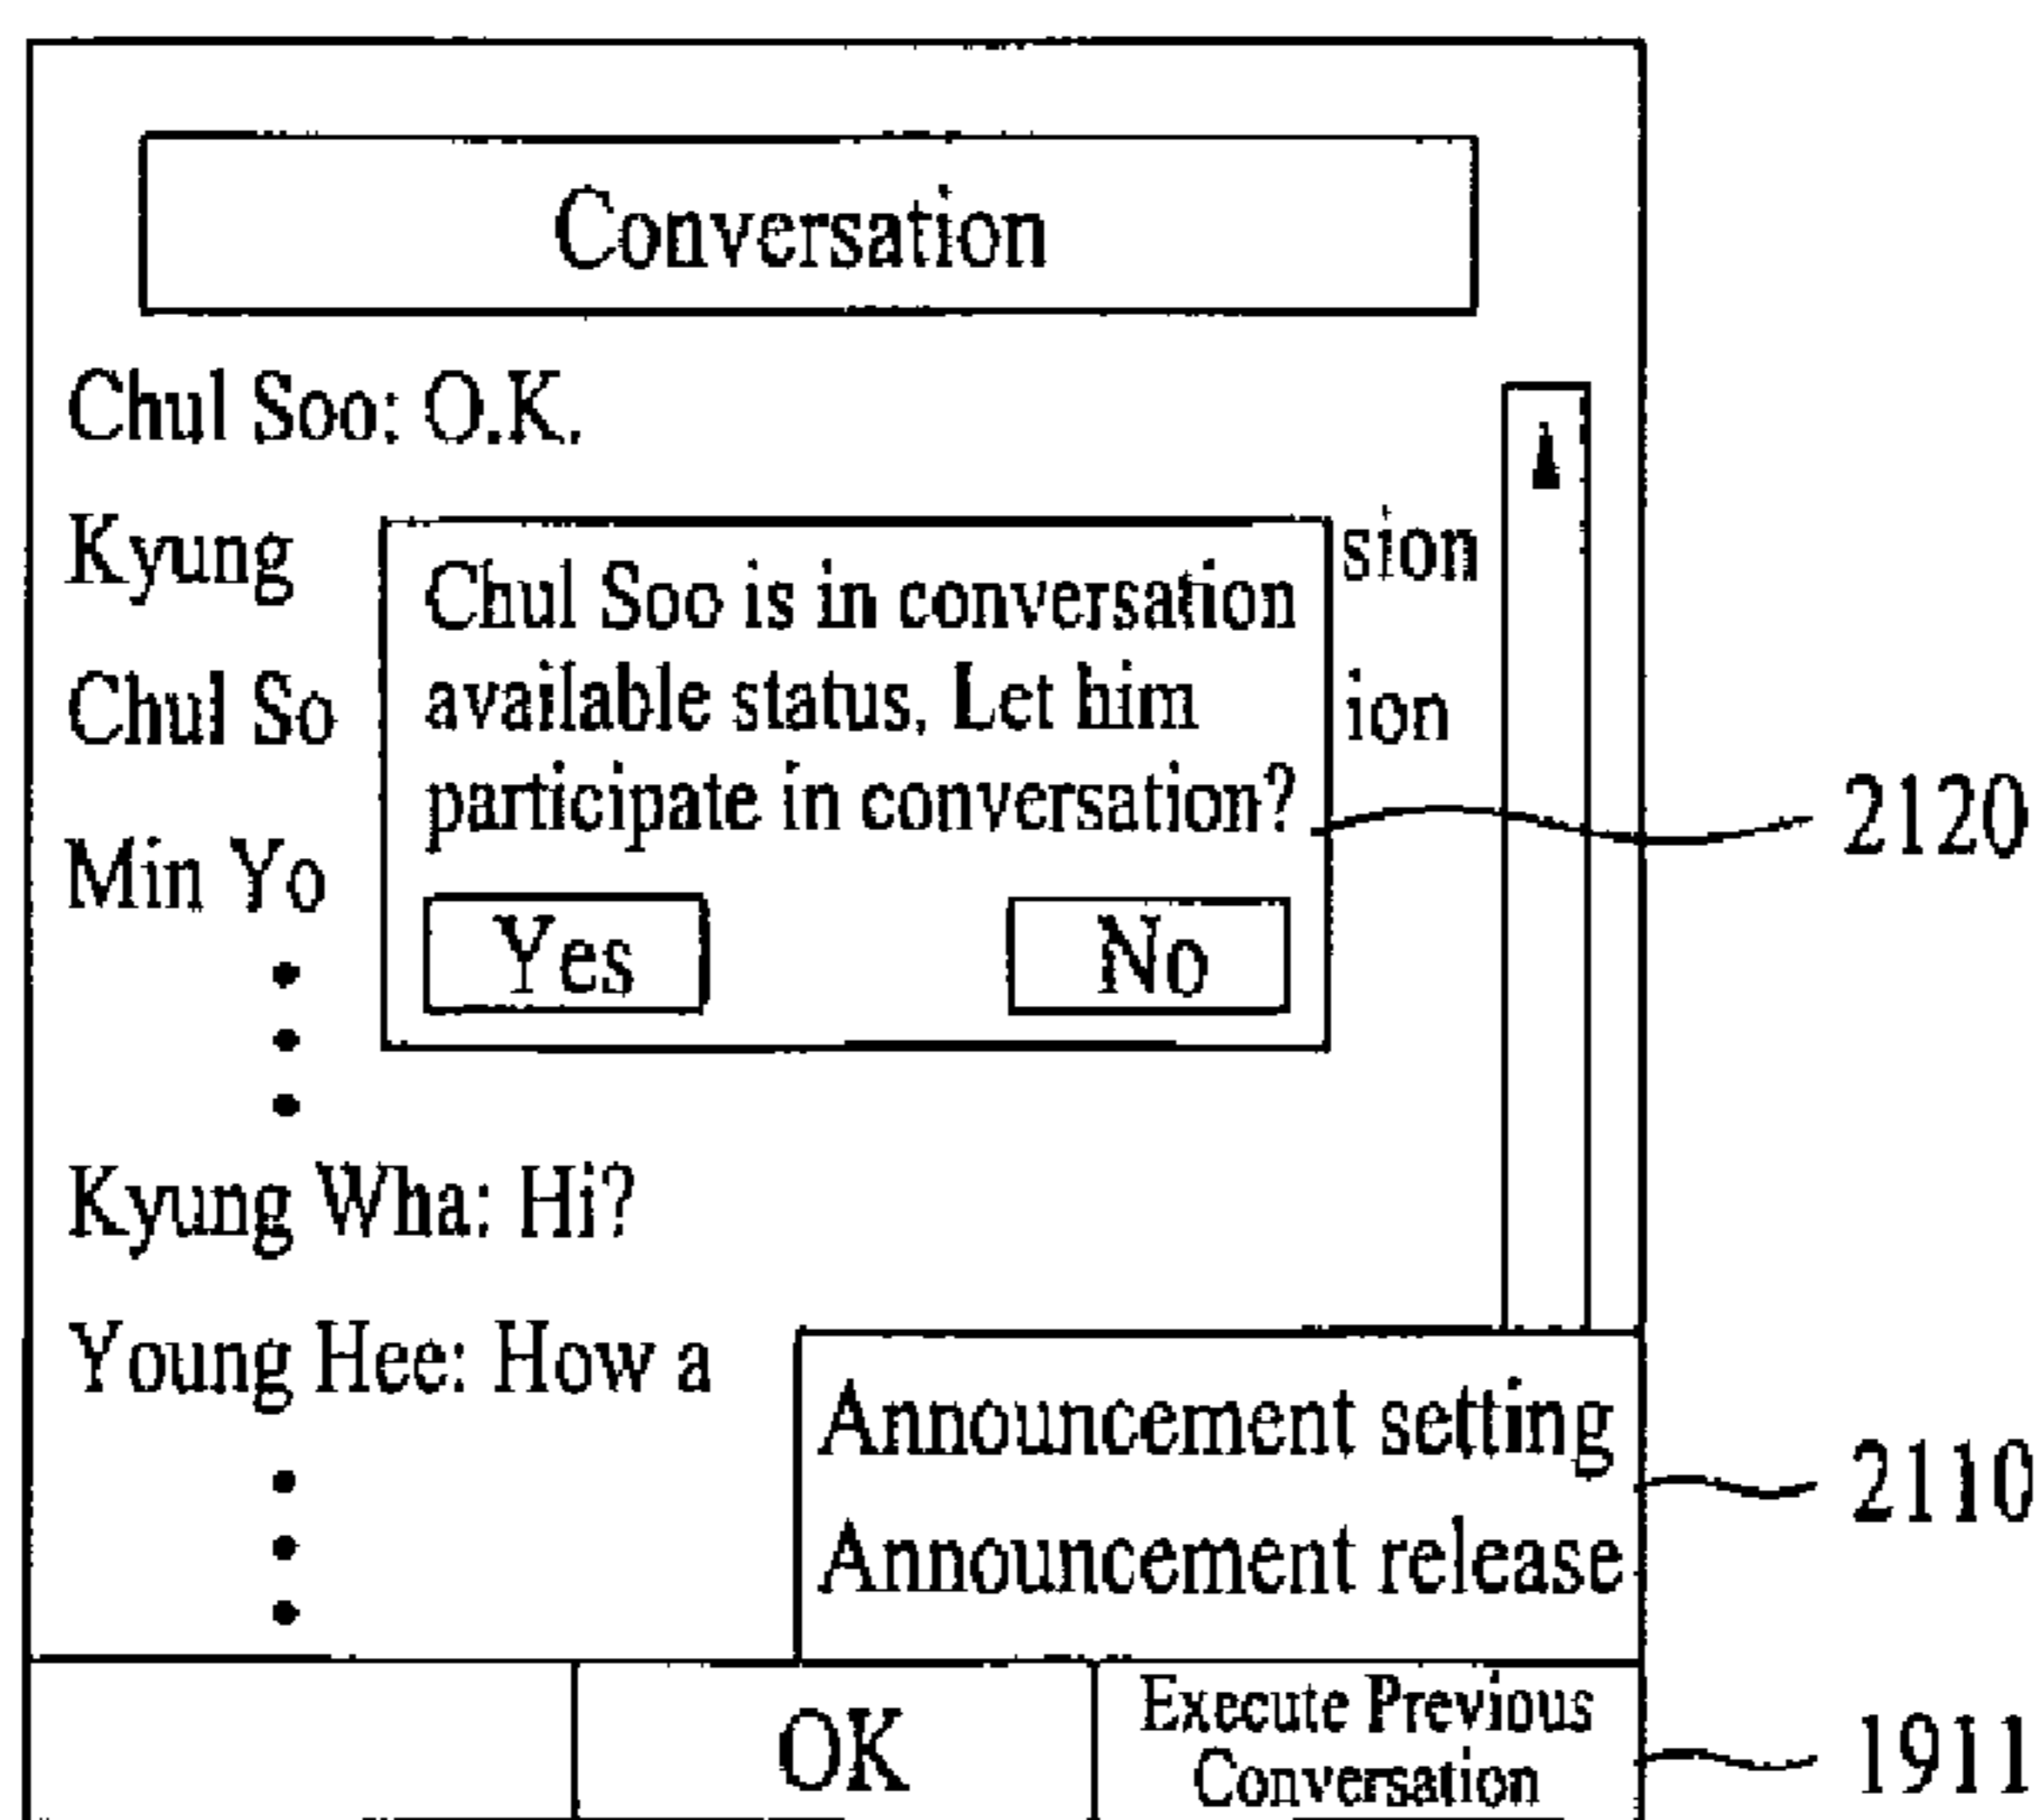 Conversation
Chul Soo: O.K.
Kyung
sion
Chul Soo is in conversation
available status, Let him
participate in conversation?
Chul So
ion
2120
Min Yo
Yes
No
Kyung Wha: Hi?
Young Hee: How a
Announcement setting
2110
Announcement release
OK
Execute Previous
Conversation
1911